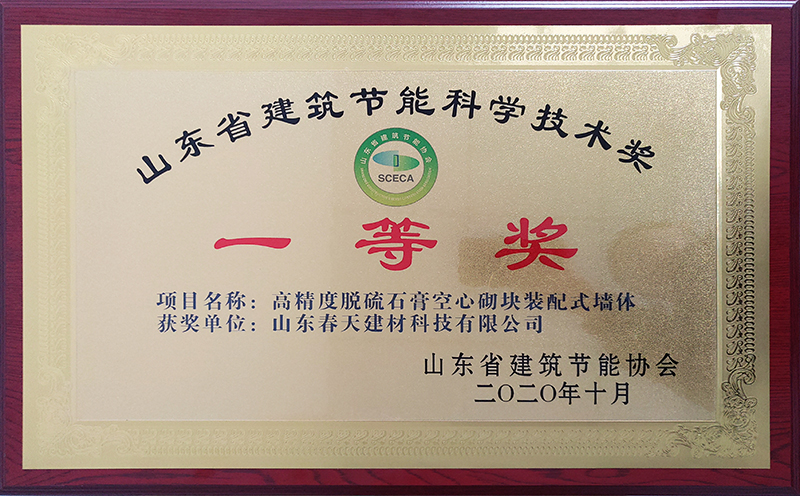 山东省建筑节能科学技术奖
山东省建筑节能协会
SCECA
一等奖
项目名称：高精度脱硫石膏空心砌块装配式墙体
获奖单位：山东春天建材科技有限公司
山东省建筑节能协会
二〇二〇年十月